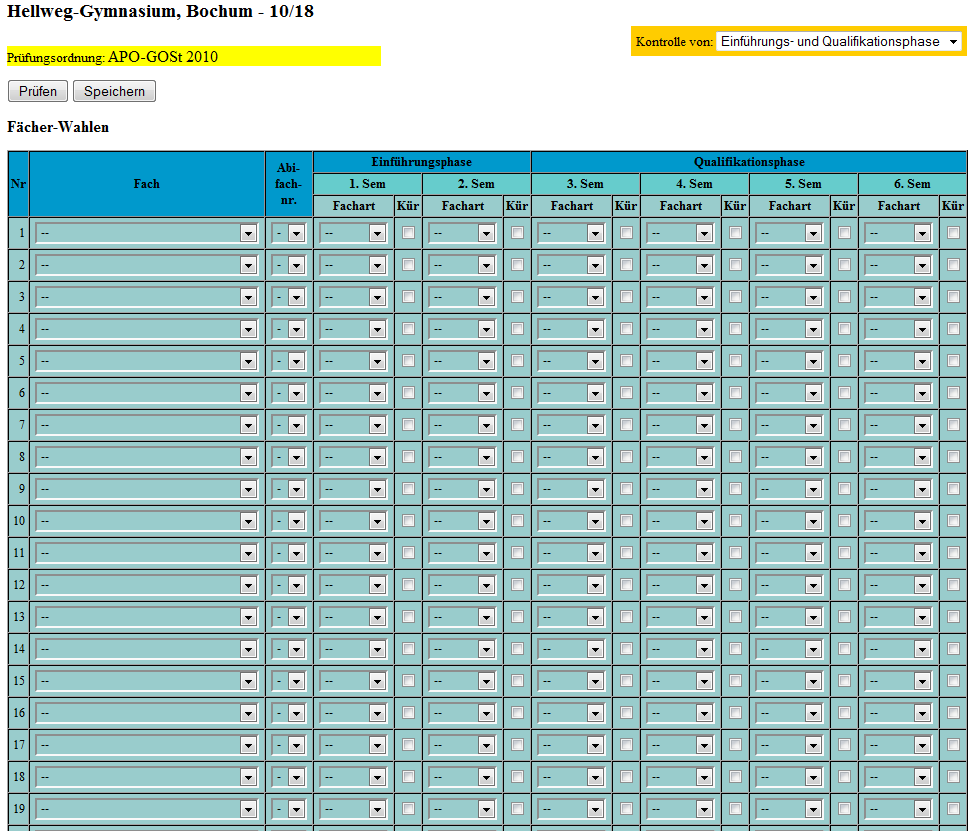 Hellweg-Gymnasium, Bochum - 10/18
Kontrolle von: Einführungs- und Qualifikationsphase
Prüfungsordnung: APO-GOSt 2010
Prüfen Speichern
Fächer-Wahlen
Nr Fach Abi-fach-nr. Einführungsphase Qualifikationsphase
1. Sem 2. Sem 3. Sem 4. Sem 5. Sem 6. Sem
Fachart Kür Fachart Kür Fachart Kür Fachart Kür Fachart Kür Fachart Kür
1 -- - -- -- -- -- -- --
2 -- - -- -- -- -- -- --
3 -- - -- -- -- -- -- --
4 -- - -- -- -- -- -- --
5 -- - -- -- -- -- -- --
6 -- - -- -- -- -- -- --
7 -- - -- -- -- -- -- --
8 -- - -- -- -- -- -- --
9 -- - -- -- -- -- -- --
10 -- - -- -- -- -- -- --
11 -- - -- -- -- -- -- --
12 -- - -- -- -- -- -- --
13 -- - -- -- -- -- -- --
14 -- - -- -- -- -- -- --
15 -- - -- -- -- -- -- --
16 -- - -- -- -- -- -- --
17 -- - -- -- -- -- -- --
18 -- - -- -- -- -- -- --
19 -- - -- -- -- -- -- --